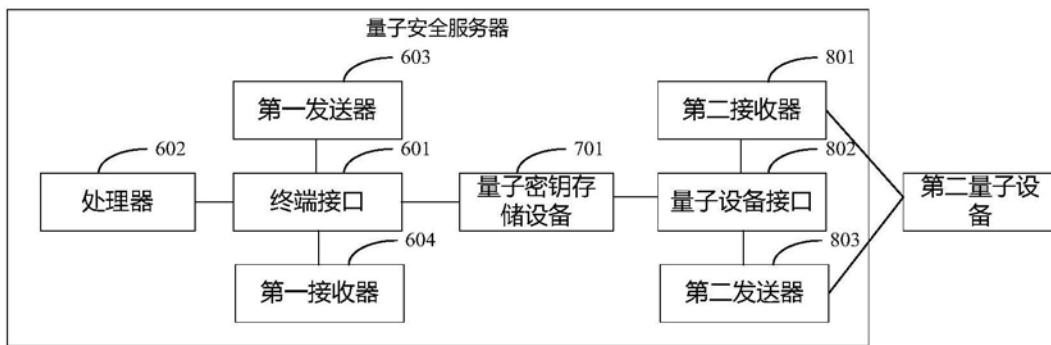 量子安全服务器
603
801
第一发送器
第二接收器
602
601
701
802
处理器
终端接口
量子密钥存
储设备
量子设备接口
第二量子设
备
604
803
第一接收器
第二发送器